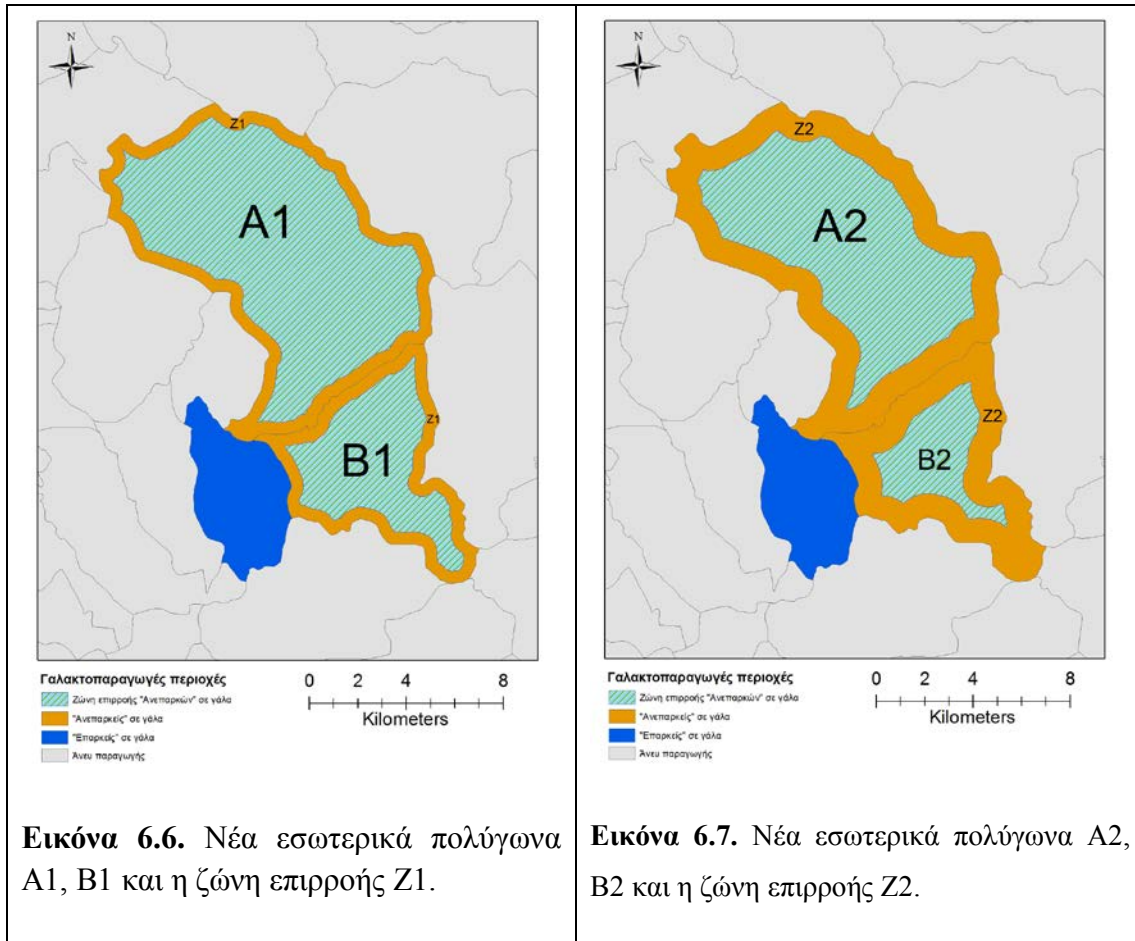 N
Z1
A1
Z1
B1
Γαλακτοπαραγωγές περιοχές
Ζώνη επιρροής "Ανεπαρκών" σε γάλα
"Ανεπαρκείς" σε γάλα
"Επαρκείς" σε γάλα
Άνευ παραγωγής
0 2 4 8
Kilometers
Εικόνα 6.6. Νέα εσωτερικά πολύγωνα
Α1, Β1 και η ζώνη επιρροής Ζ1.
N
Z2
A2
Z2
B2
Γαλακτοπαραγωγές περιοχές
Ζώνη επιρροής "Ανεπαρκών" σε γάλα
"Ανεπαρκείς" σε γάλα
"Επαρκείς" σε γάλα
Άνευ παραγωγής
0 2 4 8
Kilometers
Εικόνα 6.7. Νέα εσωτερικά πολύγωνα Α2,
Β2 και η ζώνη επιρροής Ζ2.